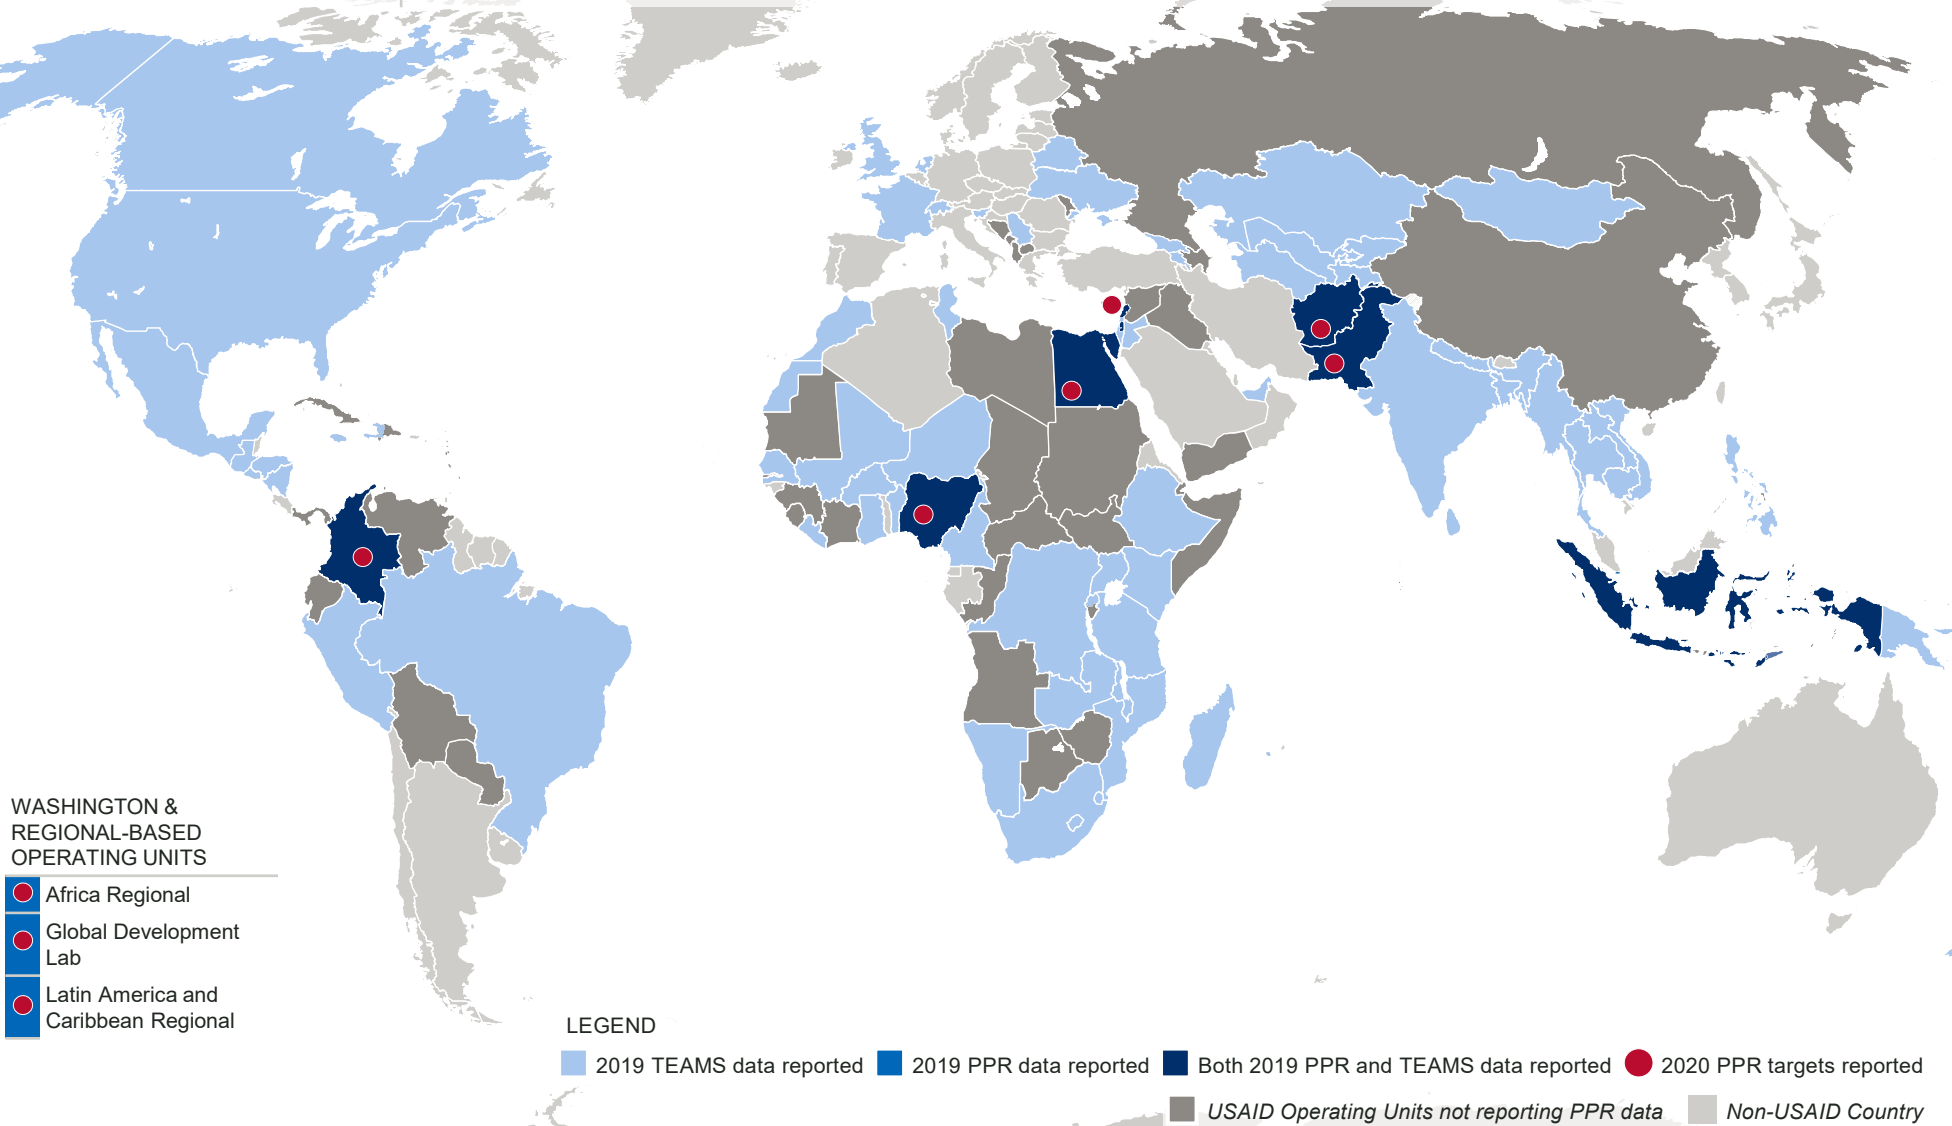 WASHINGTON &
REGIONAL-BASED
OPERATING UNITS
Africa Regional
Global Development
Lab
Latin America and
Caribbean Regional
LEGEND
2019 TEAMS data reported
2019 PPR data reported
Both 2019 PPR and TEAMS data reported
2020 PPR targets reported
USAID Operating Units not reporting PPR data
Non-USAID Country